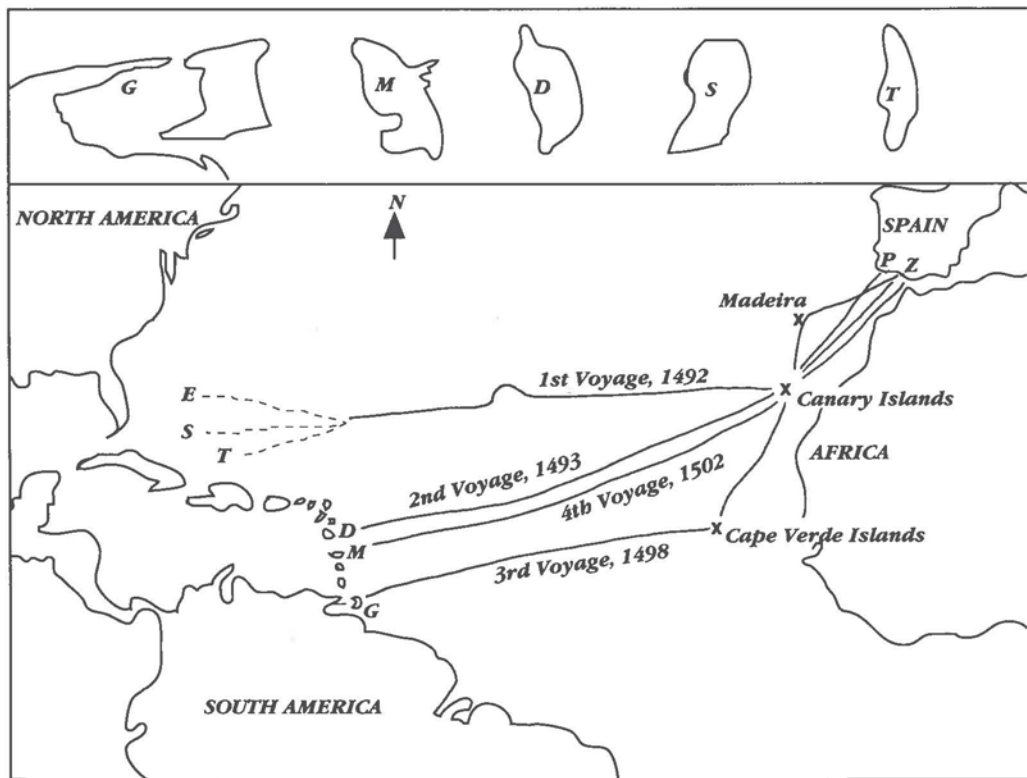 G M D S T
NORTH AMERICA
N
SPAIN
P Z
Madeira
1st Voyage, 1492
E
Canary Islands
S
T
AFRICA
2nd Voyage, 1493
4th Voyage, 1502
D
Cape Verde Islands
M
3rd Voyage, 1498
G
SOUTH AMERICA